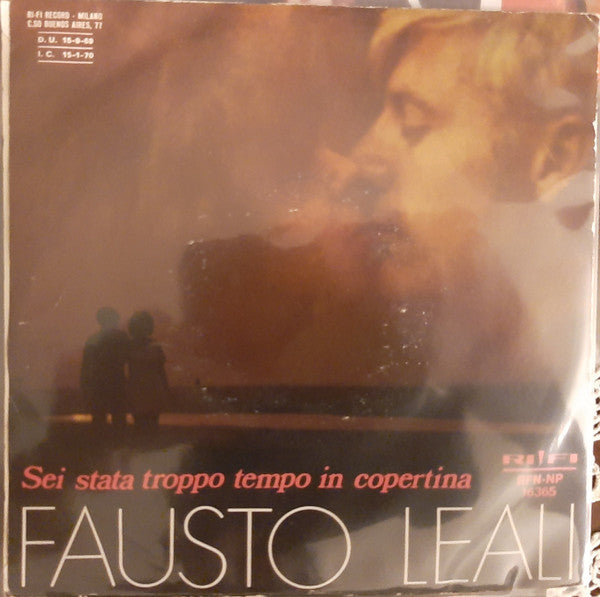 RI-FI RECORD - MILANO
C.SO BUENOS AIRES, 77
D. U. 15-9-69
I. C. 15-1-70
Sei stata troppo tempo in copertina
RI/FI
RFN-NP
16365
FAUSTO LEALI